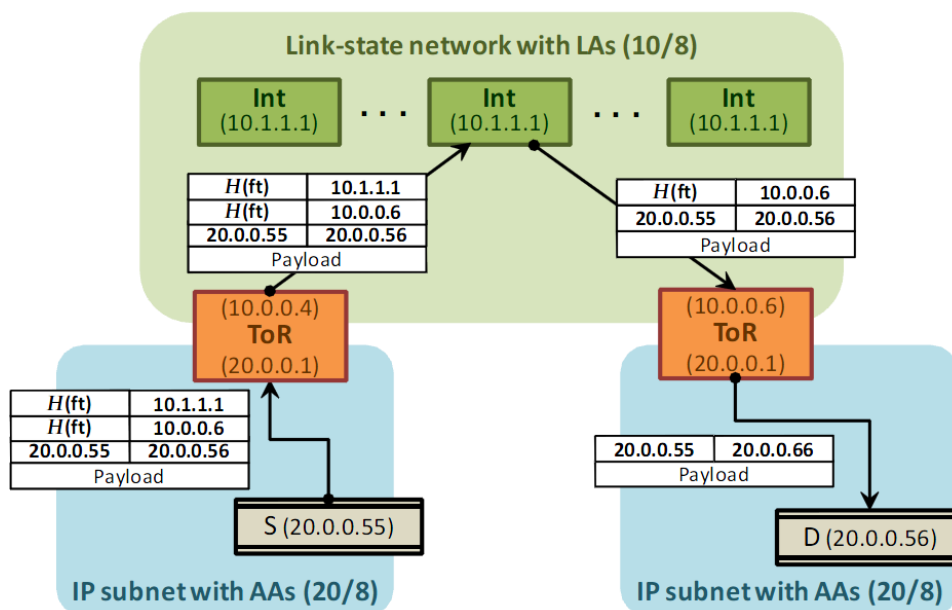 Link-state network with LAs (10/8)
Int
(10.1.1.1)
. . .
Int
(10.1.1.1)
. . .
Int
(10.1.1.1)
H(ft) 10.1.1.1
H(ft) 10.0.0.6
20.0.0.55 20.0.0.56
Payload
H(ft) 10.0.0.6
20.0.0.55 20.0.0.56
Payload
(10.0.0.4)
ToR
(20.0.0.1)
(10.0.0.6)
ToR
(20.0.0.1)
H(ft) 10.1.1.1
H(ft) 10.0.0.6
20.0.0.55 20.0.0.56
Payload
20.0.0.55 20.0.0.66
Payload
S (20.0.0.55)
D (20.0.0.56)
IP subnet with AAs (20/8)
IP subnet with AAs (20/8)